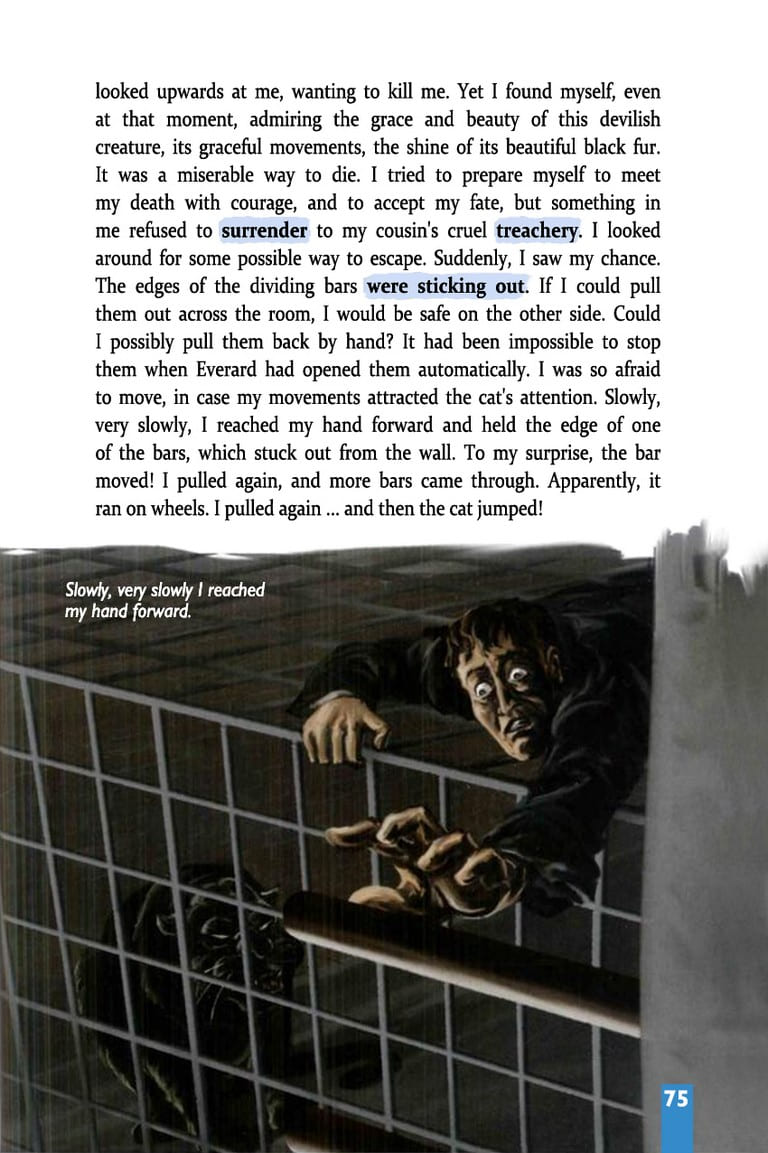 looked upwards at me, wanting to kill me. Yet I found myself, even
at that moment, admiring the grace and beauty of this devilish
creature, its graceful movements, the shine of its beautiful black fur.
It was a miserable way to die. I tried to prepare myself to meet
my death with courage, and to accept my fate, but something in
me refused to surrender to my cousin's cruel treachery. I looked
around for some possible way to escape. Suddenly, I saw my chance.
The edges of the dividing bars were sticking out. If I could pull
them out across the room, I would be safe on the other side. Could
I possibly pull them back by hand? It had been impossible to stop
them when Everard had opened them automatically. I was so afraid
to move, in case my movements attracted the cat's attention. Slowly,
very slowly, I reached my hand forward and held the edge of one
of the bars, which stuck out from the wall. To my surprise, the bar
moved! I pulled again, and more bars came through. Apparently, it
ran on wheels. I pulled again ... and then the cat jumped!
Slowly, very slowly I reached
my hand forward.
75